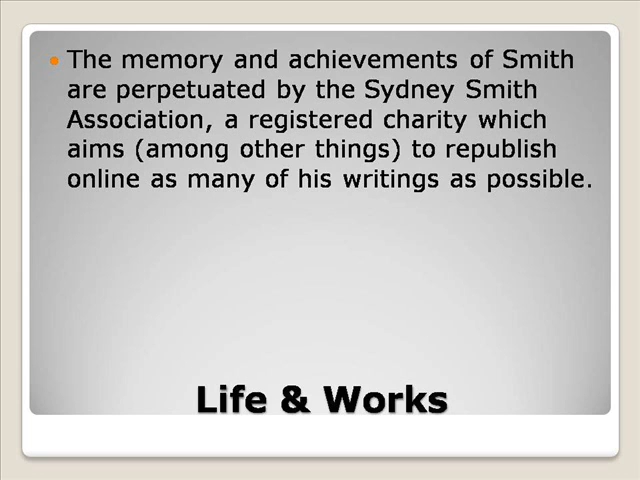 The memory and achievements of Smith
are perpetuated by the Sydney Smith
Association, a registered charity which
aims (among other things) to republish
online as many of his writings as possible.
Life & Works